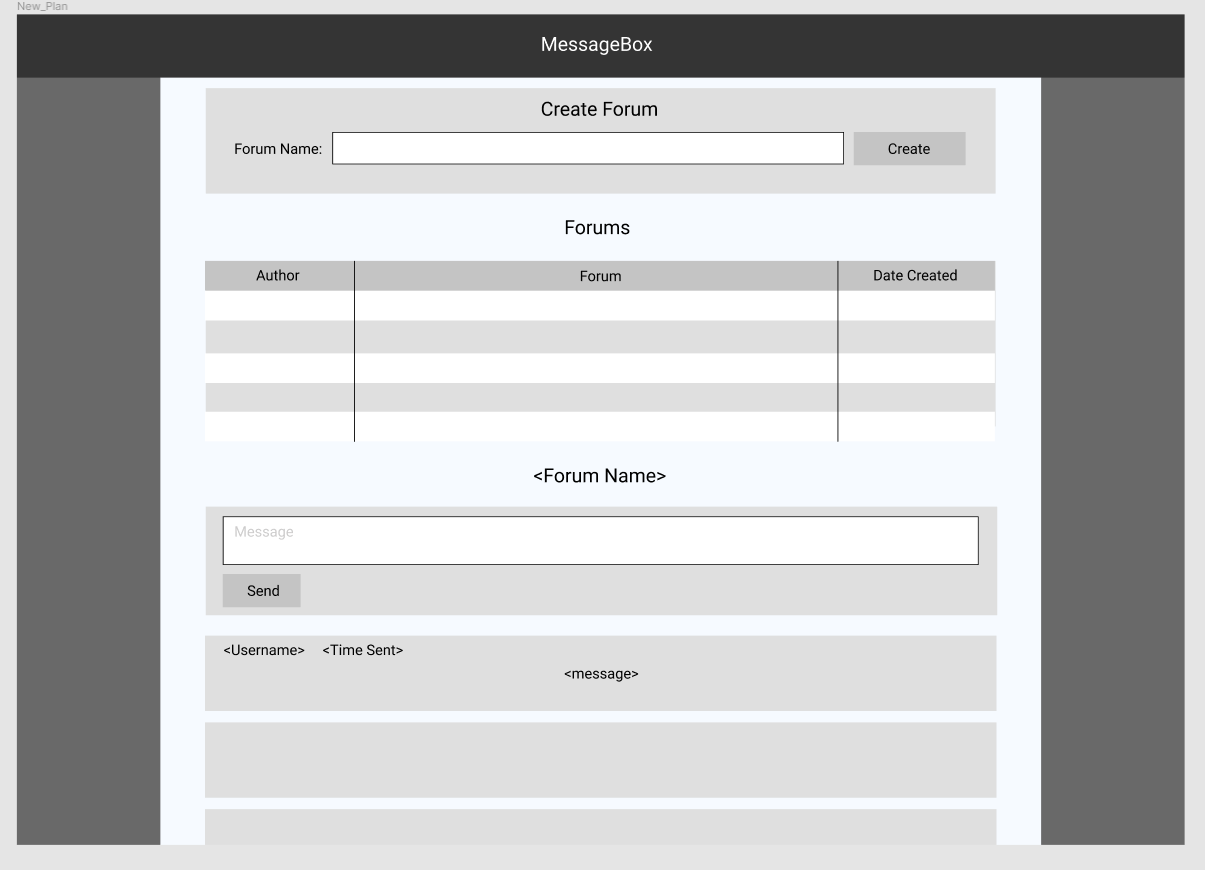 New_Plan
MessageBox
Create Forum
Forum Name: Create
Forums
Author Forum Date Created
<Forum Name>
Message
Send
<Username> <Time Sent>
<message>